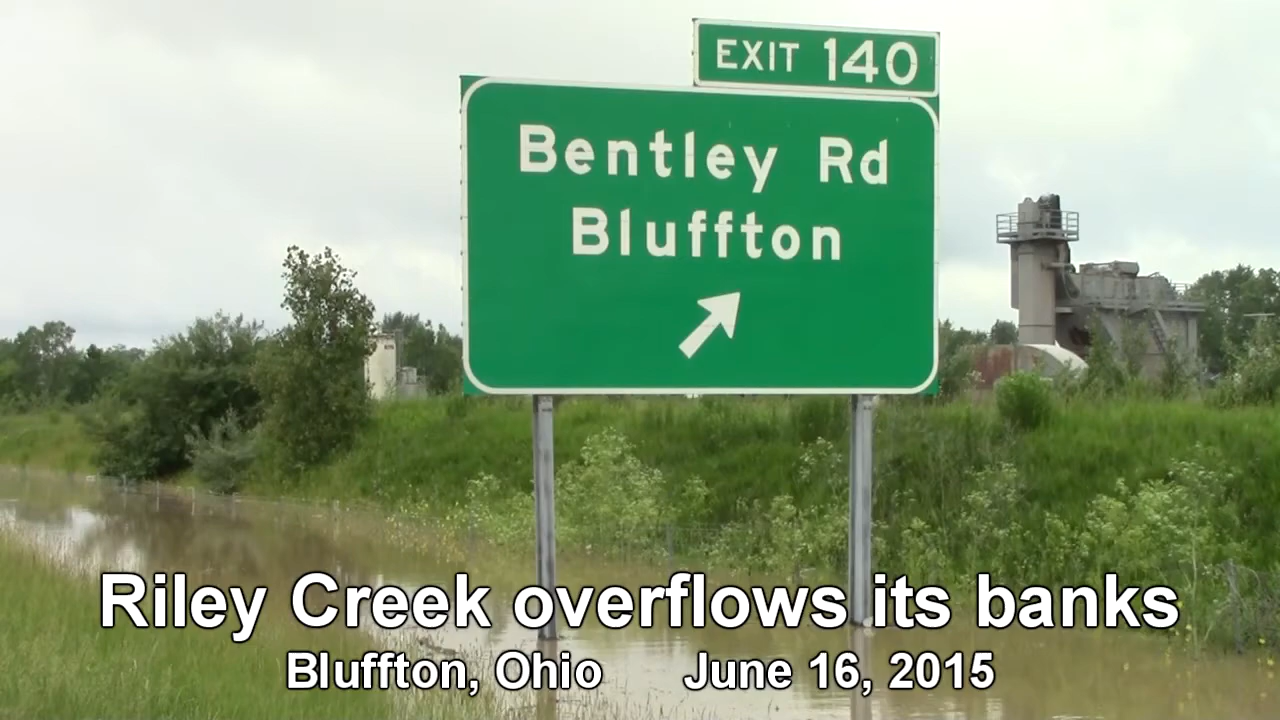 EXIT 140
Bentley Rd
Bluffton
Riley Creek overflows its banks
Bluffton, Ohio June 16, 2015